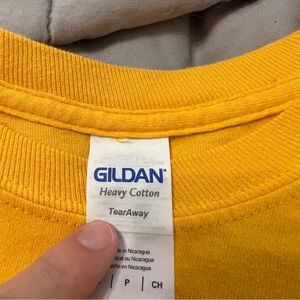 GILDAN®
Heavy Cotton
TearAway
in Nicaragua
au Nicaragua
en Nicaragua
P CH